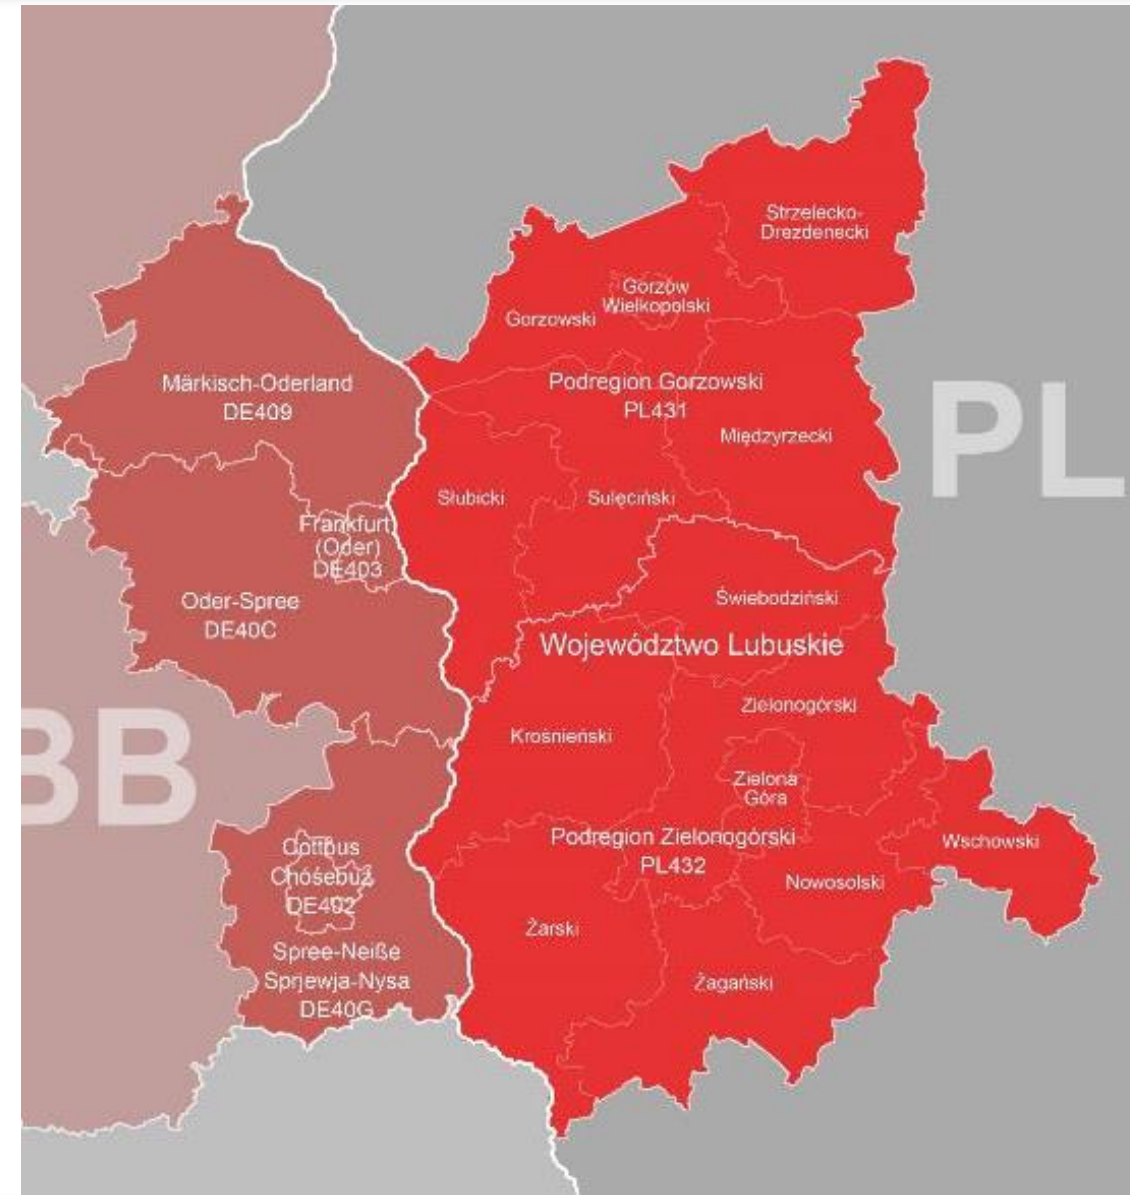 Strzelecko-
Drezdenecki
Gorzów
Wielkopolski
Gorzowski
Märkisch-Oderland
DE409
Podregion Gorzowski
PL431
PL
Międzyrzecki
Słubicki
Sulęciński
Frankfurt
(Oder)
DE403
Oder-Spree
DE40C
Świebodziński
Województwo Lubuskie
Zielonogórski
Krośnieński
BB
Zielona
Góra
Podregion Zielonogórski
PL432
Wschowski
Cottbus
Chóśebuz
DE402
Nowosolski
Żarski
Spree-Neiße
Sprjewja-Nysa
DE40G
Żagański